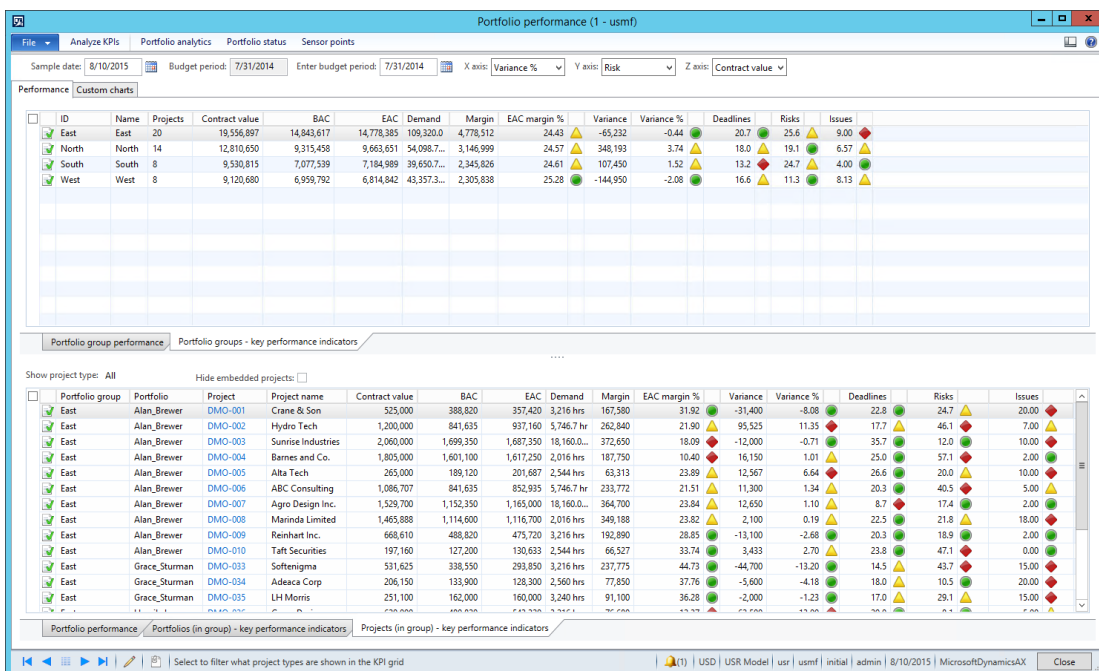 Portfolio performance (1 - usmf)
File Analyze KPIs Portfolio analytics Portfolio status Sensor points
Sample date: 8/10/2015 Budget period: 7/31/2014 Enter budget period: 7/31/2014 X axis: Variance % Y axis: Risk Z axis: Contract value
Performance Custom charts
ID Name Projects Contract value BAC EAC Demand Margin EAC margin % Variance Variance % Deadlines Risks Issues
East East 20 19,556,897 14,843,617 14,778,385 109,320.0 4,778,512 24.43 -65,232 -0.44 20.7 25.6 9.00
North North 14 12,810,650 9,315,458 9,663,651 54,098.7... 3,146,999 24.57 348,193 3.74 18.0 19.1 6.57
South South 8 9,530,815 7,077,539 7,184,989 39,650.7... 2,345,826 24.61 107,450 1.52 13.2 24.7 4.00
West West 8 9,120,680 6,959,792 6,814,842 43,357.3... 2,305,838 25.28 -144,950 -2.08 16.6 11.3 8.13
Portfolio group performance Portfolio groups - key performance indicators
Show project type: All Hide embedded projects:
Portfolio group Portfolio Project Project name Contract value BAC EAC Demand Margin EAC margin % Variance Variance % Deadlines Risks Issues
East Alan_Brewer DMO-001 Crane & Son 525,000 388,820 357,420 3,216 hrs 167,580 31.92 -31,400 -8.08 22.8 24.7 20.00
East Alan_Brewer DMO-002 Hydro Tech 1,200,000 841,635 937,160 5,746.7 hrs 262,840 21.90 95,525 11.35 17.7 46.1 7.00
East Alan_Brewer DMO-003 Sunrise Industries 2,060,000 1,699,350 1,687,350 18,160.0... 372,650 18.09 -12,000 -0.71 35.7 12.0 10.00
East Alan_Brewer DMO-004 Barnes and Co. 1,805,000 1,601,100 1,617,250 2,016 hrs 187,750 10.40 16,150 1.01 25.0 57.1 2.00
East Alan_Brewer DMO-005 Alta Tech 265,000 189,120 201,687 2,544 hrs 63,313 23.89 12,567 6.64 26.6 20.0 10.00
East Alan_Brewer DMO-006 ABC Consulting 1,086,707 841,635 852,935 5,746.7 hr 233,772 21.51 11,300 1.34 20.3 40.5 5.00
East Alan_Brewer DMO-007 Agro Design Inc. 1,529,700 1,152,350 1,165,000 18,160.0... 364,700 23.84 12,650 1.10 8.7 17.4 2.00
East Alan_Brewer DMO-008 Marinda Limited 1,465,888 1,114,600 1,116,700 2,016 hrs 349,188 23.82 2,100 0.19 22.5 21.8 18.00
East Alan_Brewer DMO-009 Reinhart Inc. 668,610 488,820 475,720 3,216 hrs 192,890 28.85 -13,100 -2.68 20.3 18.9 2.00
East Alan_Brewer DMO-010 Taft Securities 197,160 127,200 130,633 2,544 hrs 66,527 33.74 3,433 2.70 23.8 47.1 0.00
East Grace_Sturman DMO-033 Softenigma 531,625 338,550 293,850 3,216 hrs 237,775 44.73 -44,700 -13.20 14.5 43.7 15.00
East Grace_Sturman DMO-034 Adeaca Corp 206,150 133,900 128,300 2,560 hrs 77,850 37.76 -5,600 -4.18 18.0 10.5 20.00
East Grace_Sturman DMO-035 LH Morris 251,100 162,000 160,000 3,240 hrs 91,100 36.28 -2,000 -1.23 17.0 29.1 15.00
Portfolio performance Portfolios (in group) - key performance indicators Projects (in group) - key performance indicators
Select to filter what project types are shown in the KPI grid (1) USD USR Model usr usmf initial admin 8/10/2015 MicrosoftDynamicsAX Close